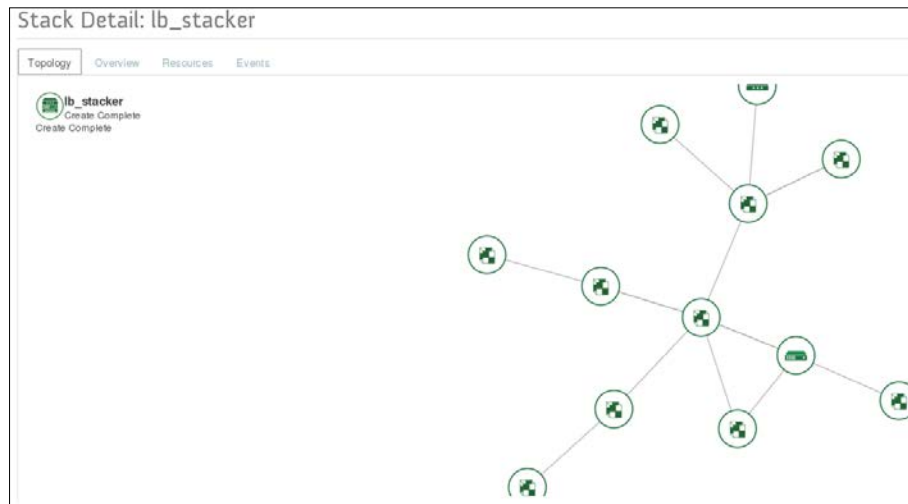 Stack Detail: lb_stacker
Topology Overview Resources Events
lb_stacker
Create Complete
Create Complete